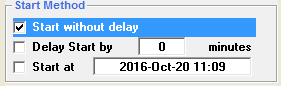 Start Method
Start without delay
Delay Start by 0 minutes
Start at 2016-Oct-20 11:09